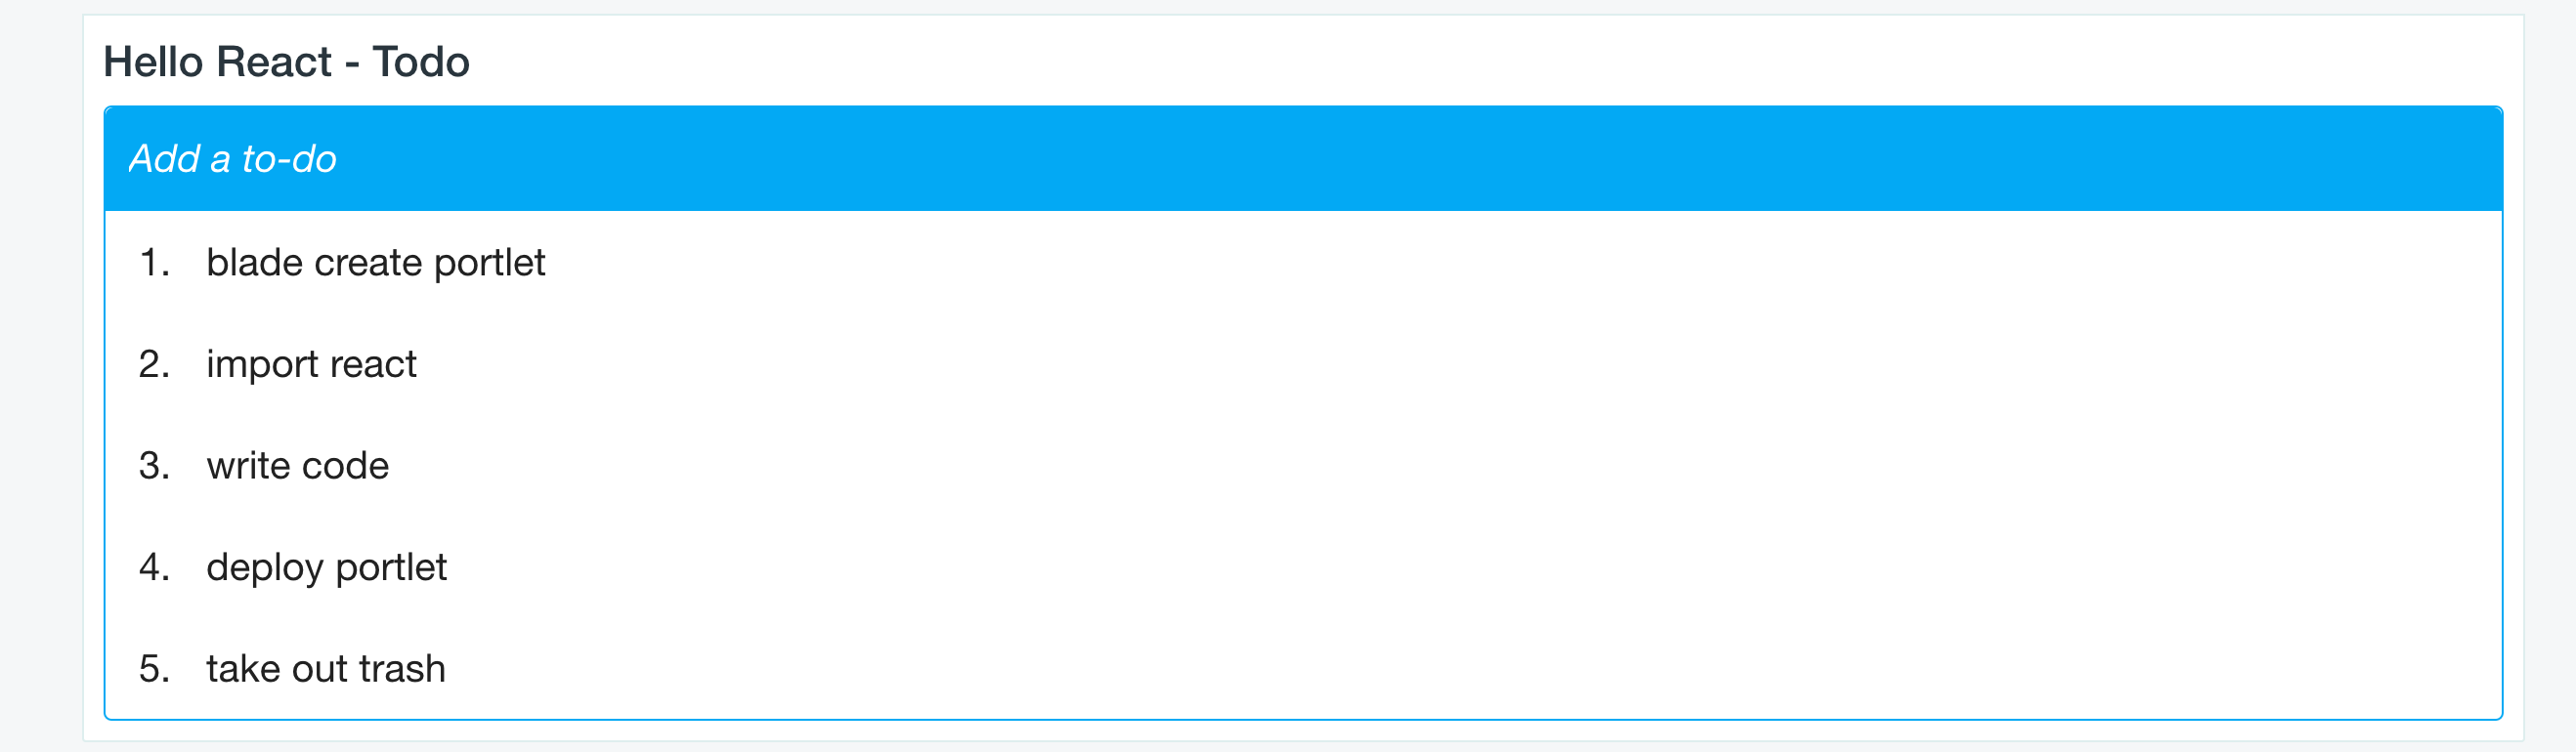 Hello React - Todo
Add a to-do
1. blade create portlet
2. import react
3. write code
4. deploy portlet
5. take out trash